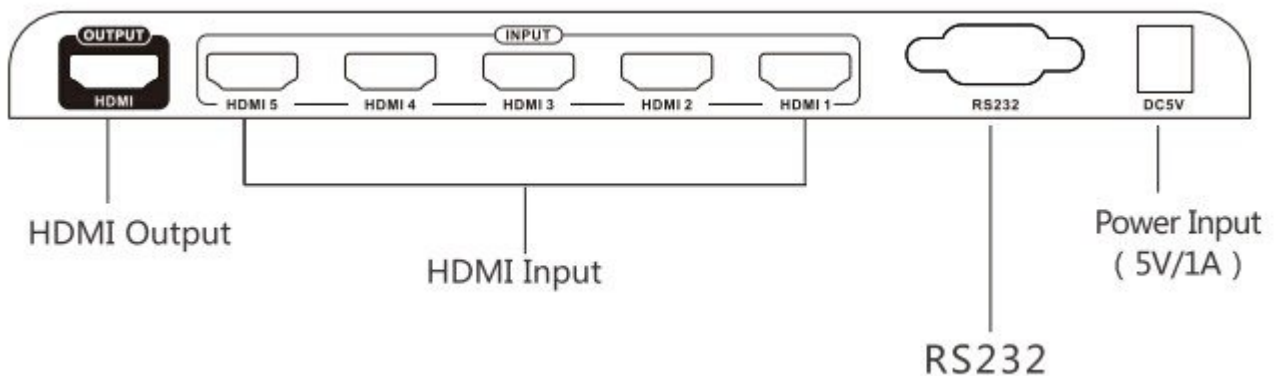 OUTPUT
INPUT
HDMI
HDMI 5
HDMI 4
HDMI 3
HDMI 2
HDMI 1
RS232
DC5V
HDMI Output
HDMI Input
Power Input
( 5V/1A )
RS232